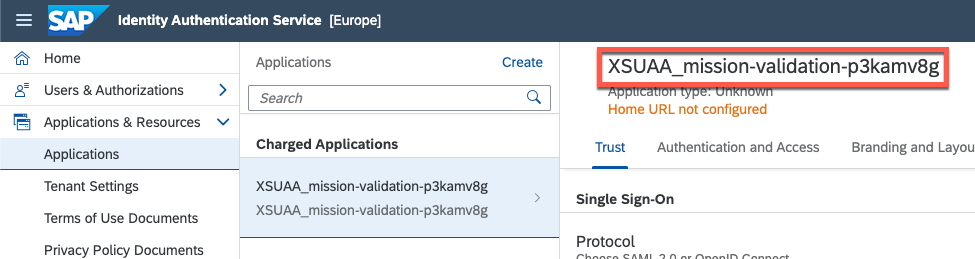 SAP Identity Authentication Service [Europe]
Home
Users & Authorizations
Applications & Resources
Applications
Tenant Settings
Terms of Use Documents
Privacy Policy Documents
Applications Create
Search
Charged Applications
XSUAA_mission-validation-p3kamv8g
XSUAA_mission-validation-p3kamv8g
XSUAA_mission-validation-p3kamv8g
Application type: Unknown
Home URL not configured
Trust Authentication and Access Branding and Layou
Single Sign-On
Protocol
Choose SAML 2.0 or OpenID Connect